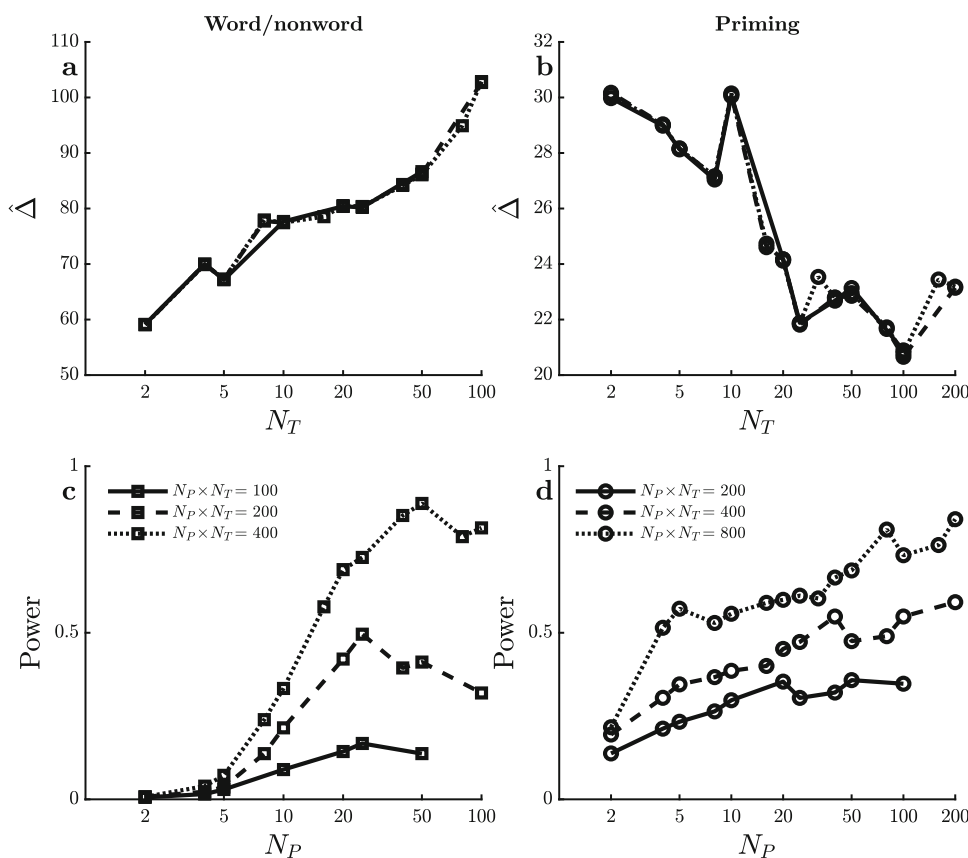 Word/nonword
a
110
100
90
80
70
60
50
Δ̂
2 5 10 20 50 100
N_T
Priming
b
32
30
28
26
24
22
20
Δ̂
2 5 10 20 50 100 200
N_T
c
N_P × N_T = 100
N_P × N_T = 200
N_P × N_T = 400
1
0.5
0
Power
2 5 10 20 50 100
N_P
d
N_P × N_T = 200
N_P × N_T = 400
N_P × N_T = 800
1
0.5
0
Power
2 5 10 20 50 100 200
N_P